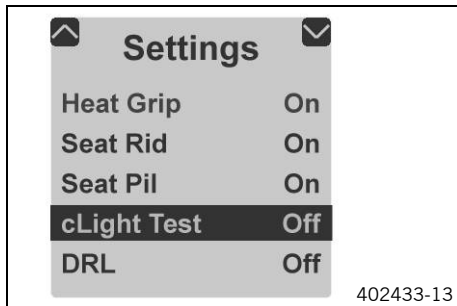 Settings
Heat Grip On
Seat Rid On
Seat Pil On
cLight Test Off
DRL Off
402433-13